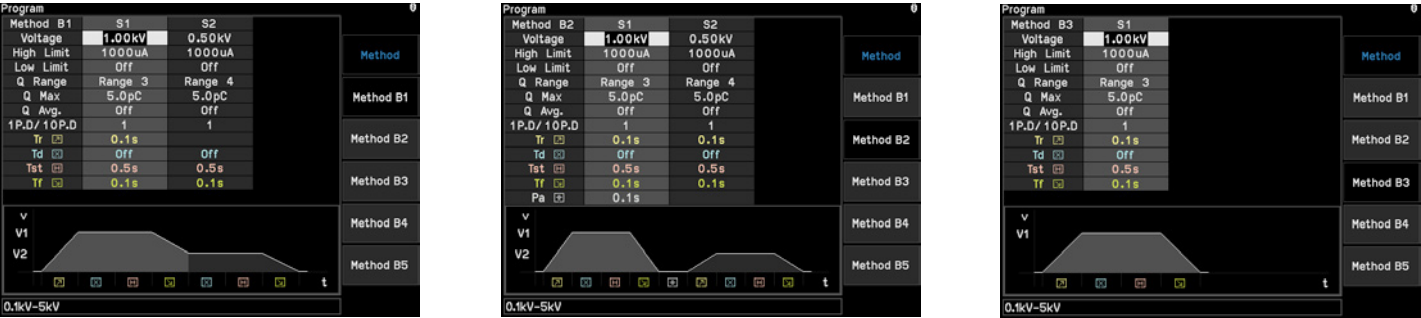 Program
Method B1 S1 S2
Voltage 1.00kV 0.50kV
High Limit 1000uA 1000uA
Low Limit Off Off
Q Range Range 3 Range 4
Q Max 5.0pC 5.0pC
Q Avg. Off Off
1P.D/10P.D 1 1
Tr 0.1s
Td Off Off
Tst 0.5s 0.5s
Tf 0.1s 0.1s
V
V1
V2
t
0.1kV-5kV
Method
Method B1
Method B2
Method B3
Method B4
Method B5
Program
Method B2 S1 S2
Voltage 1.00kV 0.50kV
High Limit 1000uA 1000uA
Low Limit Off Off
Q Range Range 3 Range 4
Q Max 5.0pC 5.0pC
Q Avg. Off Off
1P.D/10P.D 1 1
Tr 0.1s 0.1s
Td Off Off
Tst 0.5s 0.5s
Tf 0.1s 0.1s
Pa 0.1s
V
V1
V2
t
0.1kV-5kV
Method
Method B1
Method B2
Method B3
Method B4
Method B5
Program
Method B3 S1
Voltage 1.00kV
High Limit 1000uA
Low Limit Off
Q Range Range 3
Q Max 5.0pC
Q Avg. Off
1P.D/10P.D 1
Tr 0.1s
Td Off
Tst 0.5s
Tf 0.1s
V
V1
t
0.1kV-5kV
Method
Method B1
Method B2
Method B3
Method B4
Method B5